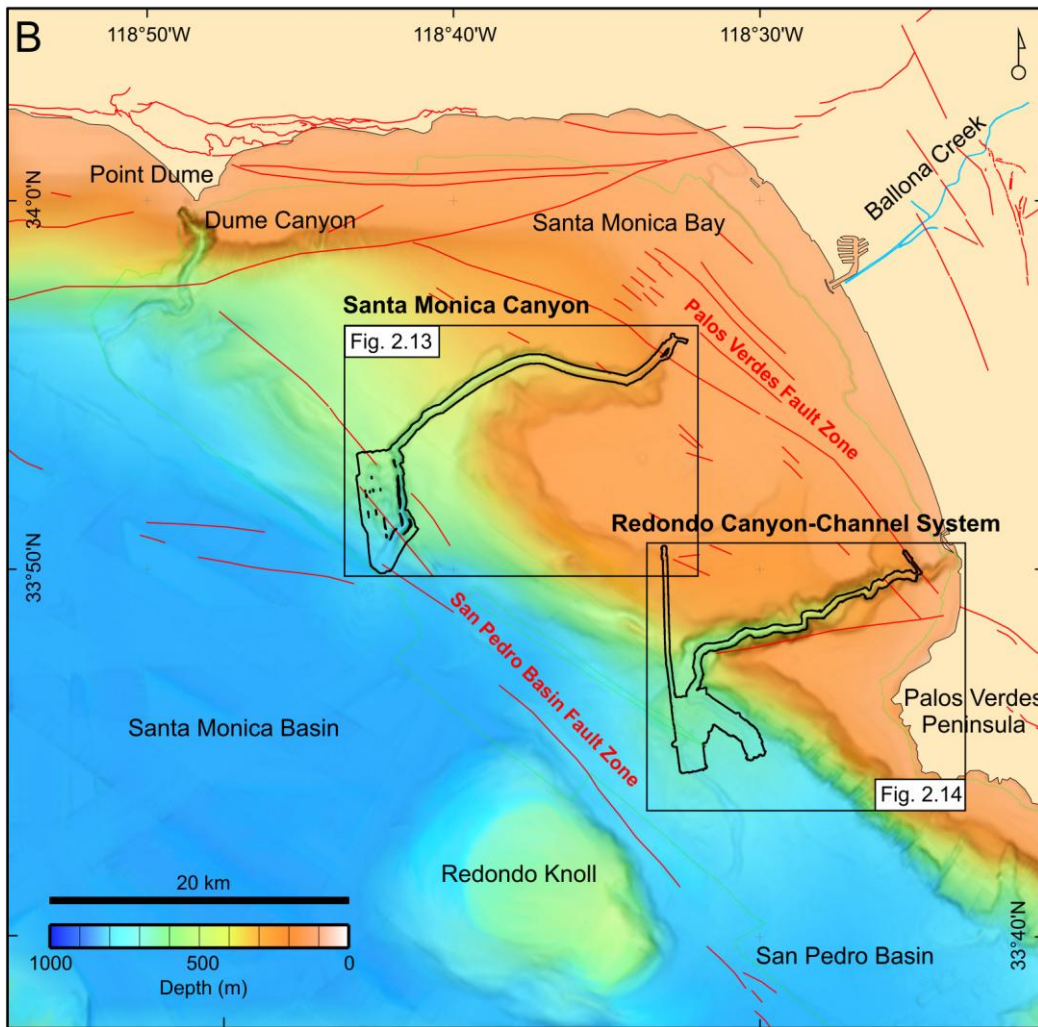 B
118°50'W
118°40'W
118°30'W
Ballona Creek
Point Dume
34°0'N
Dume Canyon
Santa Monica Bay
Santa Monica Canyon
Fig. 2.13
Palos Verdes Fault Zone
Redondo Canyon-Channel System
33°50'N
San Pedro Basin Fault Zone
Santa Monica Basin
Palos Verdes
Peninsula
Fig. 2.14
Redondo Knoll
20 km
1000
500
0
Depth (m)
San Pedro Basin
33°40'N